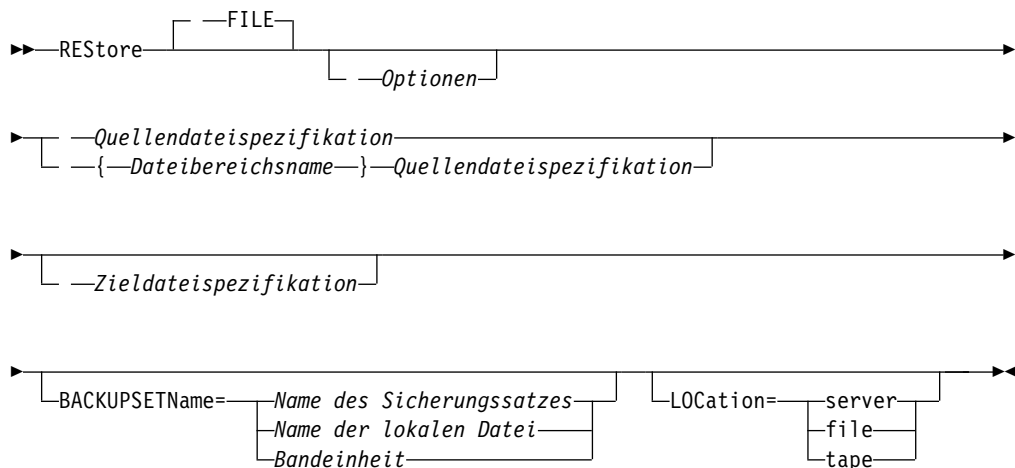 FILE
REStore
Optionen
Quellendateispezifikation
{ Dateibereichsname } Quellendateispezifikation
Zieldateispezifikation
BACKUPSETName= Name des Sicherungssatzes LOCation= server
Name der lokalen Datei file
Bandeinheit tape